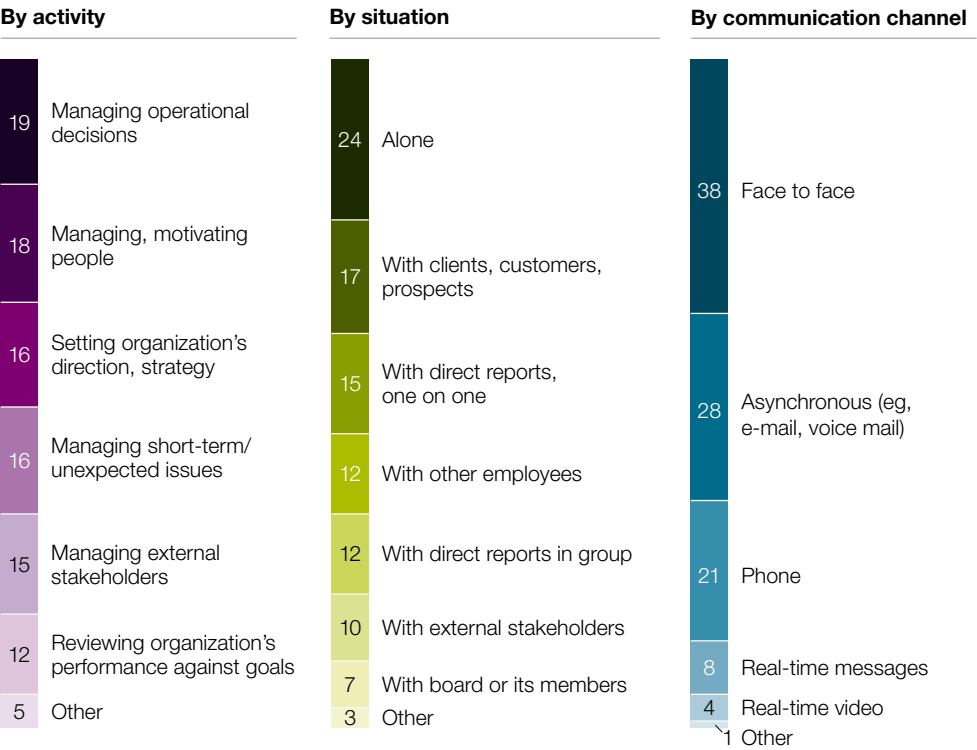 By activity
19
Managing operational
decisions
18
Managing, motivating
people
16
Setting organization’s
direction, strategy
16
Managing short-term/
unexpected issues
15
Managing external
stakeholders
12
Reviewing organization’s
performance against goals
5
Other
By situation
24
Alone
17
With clients, customers,
prospects
15
With direct reports,
one on one
12
With other employees
12
With direct reports in group
10
With external stakeholders
7
With board or its members
3
Other
By communication channel
38
Face to face
28
Asynchronous (eg,
e-mail, voice mail)
21
Phone
8
Real-time messages
4
Real-time video
1
Other